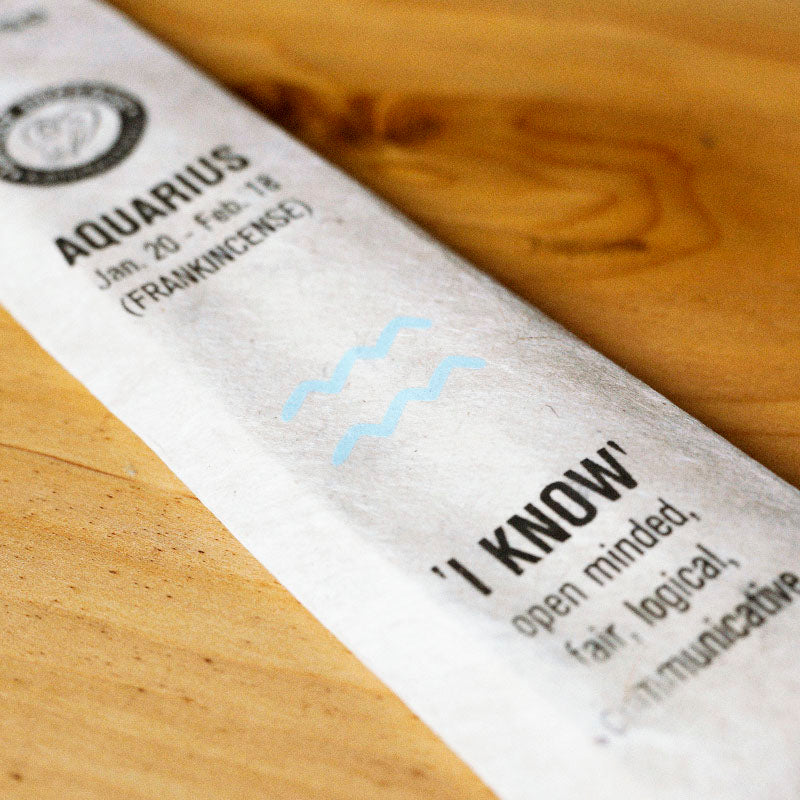 AQUARIUS
Jan. 20 - Feb. 18
(FRANKINCENSE)
'I KNOW'
open minded,
fair, logical,
communicative